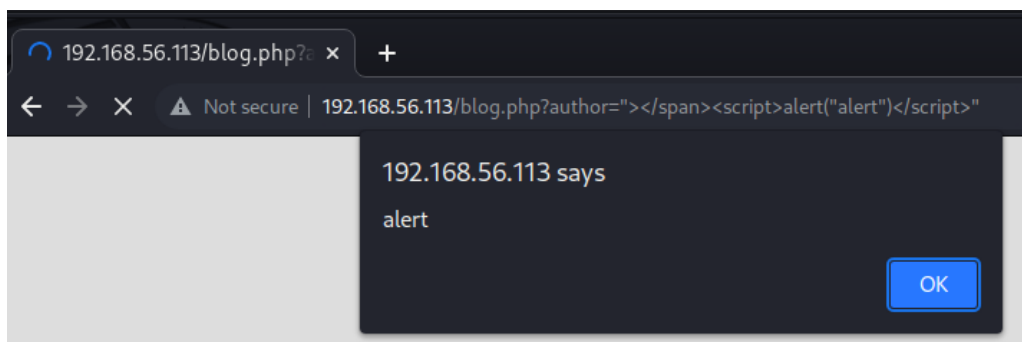 192.168.56.113/blog.php?a
Not secure | 192.168.56.113/blog.php?author="></span><script>alert("alert")</script>"
192.168.56.113 says
alert
OK